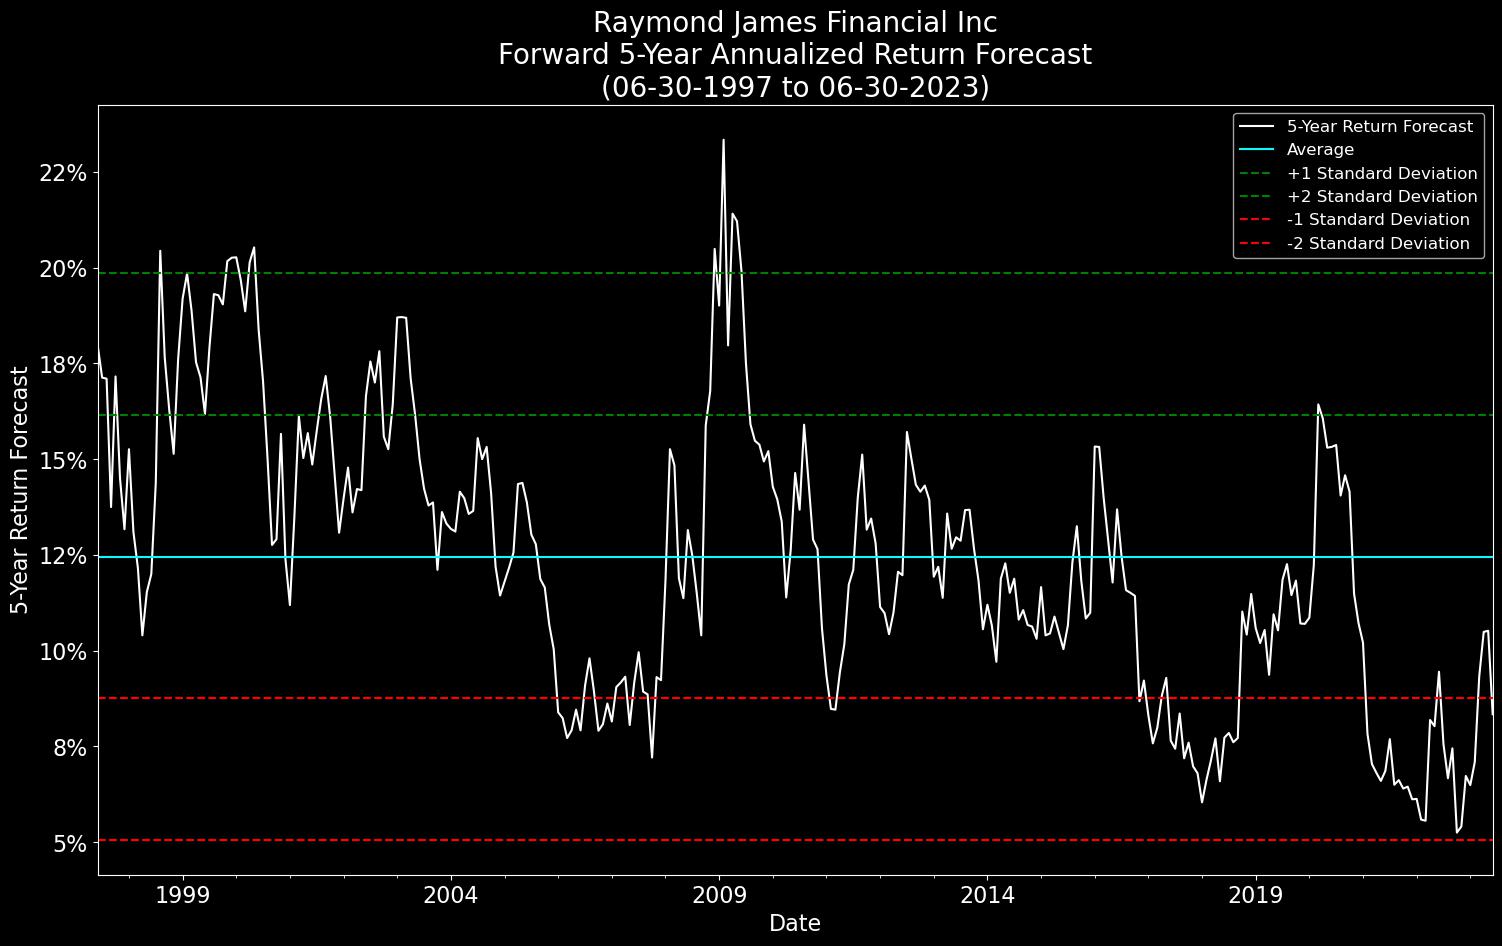 Raymond James Financial Inc
Forward 5-Year Annualized Return Forecast
(06-30-1997 to 06-30-2023)
5-Year Return Forecast
Average
+1 Standard Deviation
+2 Standard Deviation
-1 Standard Deviation
-2 Standard Deviation
22%
20%
18%
15%
12%
10%
8%
5%
5-Year Return Forecast
1999
2004
2009
2014
2019
Date